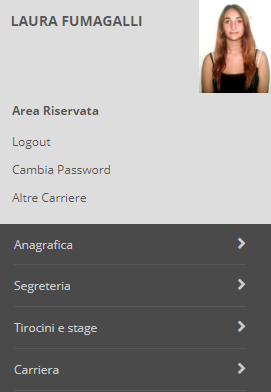 LAURA FUMAGALLI
Area Riservata
Logout
Cambia Password
Altre Carriere
Anagrafica
Segreteria
Tirocini e stage
Carriera